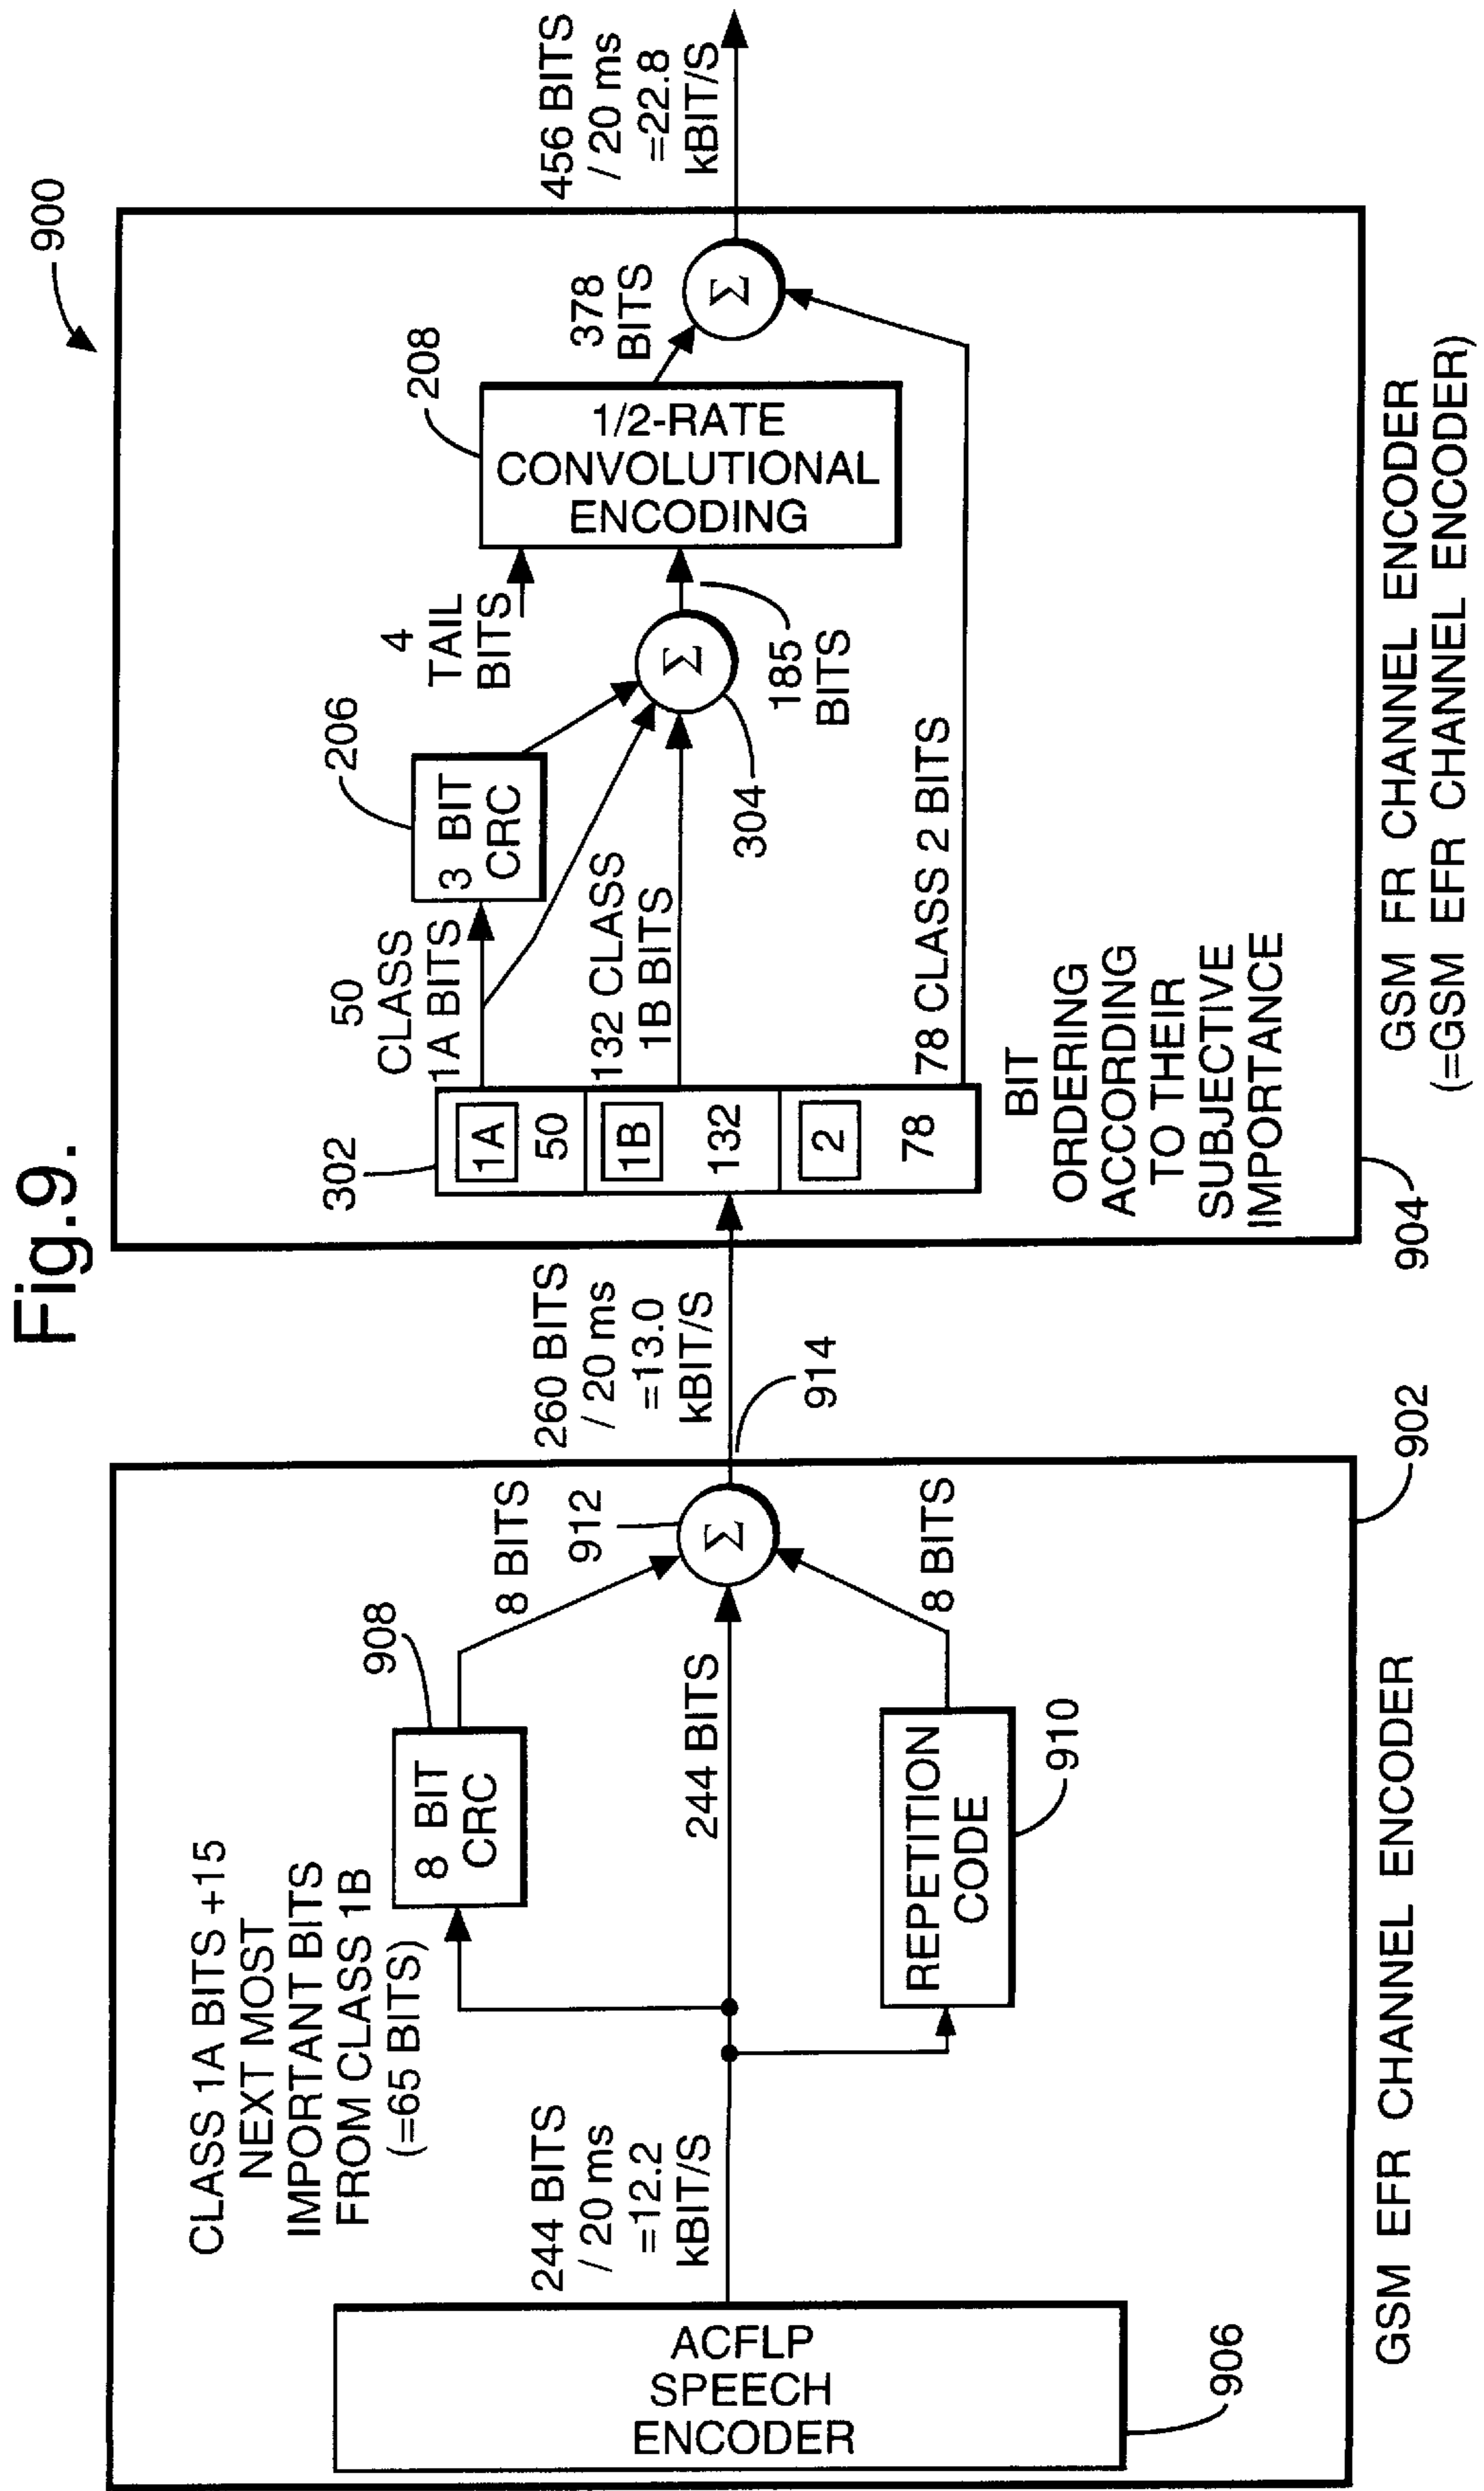 Fig.9.
900
CLASS 1A BITS +15
NEXT MOST
IMPORTANT BITS
FROM CLASS 1B
(=65 BITS)
ACFLP
SPEECH
ENCODER
906
244 BITS
/ 20 ms
=12.2
kBIT/S
8 BIT
CRC
908
244 BITS
REPETITION
CODE
910
8 BITS
912
Σ
8 BITS
902
GSM EFR CHANNEL ENCODER
260 BITS
/ 20 ms
=13.0
kBIT/S
914
302
1A
50
1B
132
2
78
BIT
ORDERING
ACCORDING
TO THEIR
SUBJECTIVE
IMPORTANCE
50
CLASS
1A BITS
132 CLASS
1B BITS
78 CLASS 2 BITS
3 BIT
CRC
206
4
TAIL
BITS
Σ
304
185
BITS
1/2-RATE
CONVOLUTIONAL
ENCODING
208
378
BITS
Σ
456 BITS
/ 20 ms
=22.8
kBIT/S
904
GSM FR CHANNEL ENCODER
(=GSM EFR CHANNEL ENCODER)